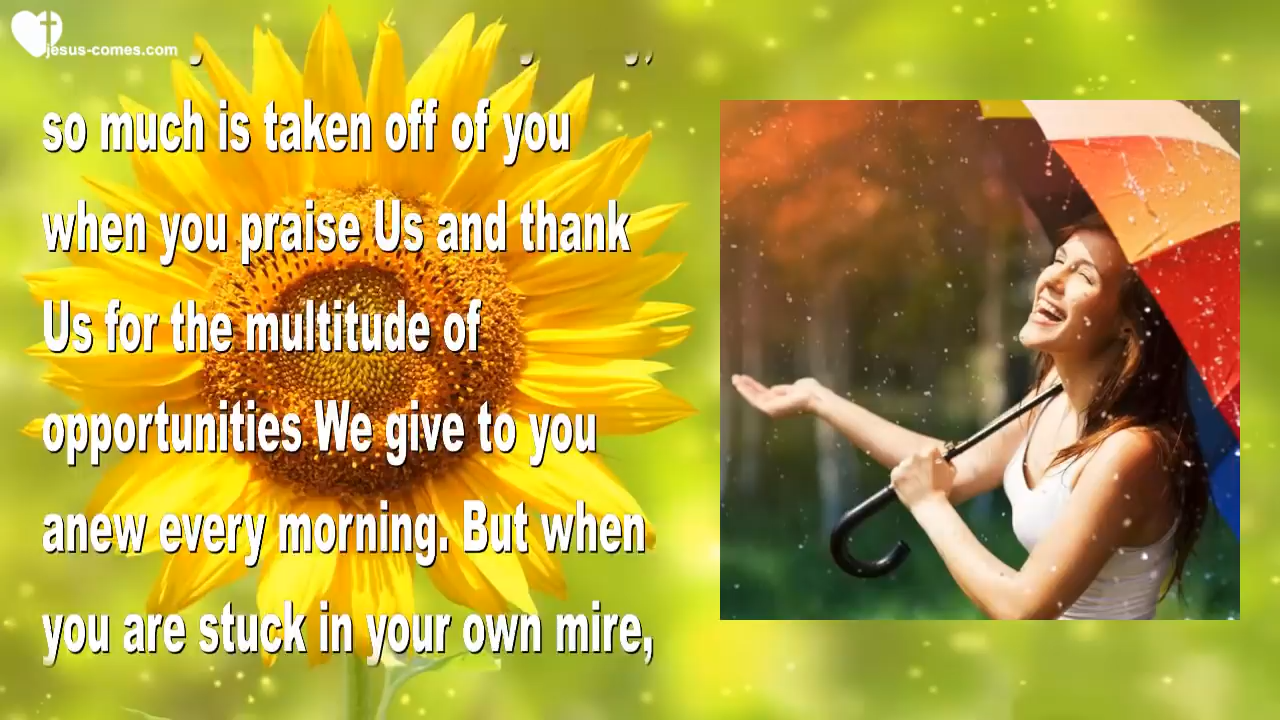 jesus-comes.com
so much is taken off of you
when you praise Us and thank
Us for the multitude of
opportunities We give to you
anew every morning. But when
you are stuck in your own mire,